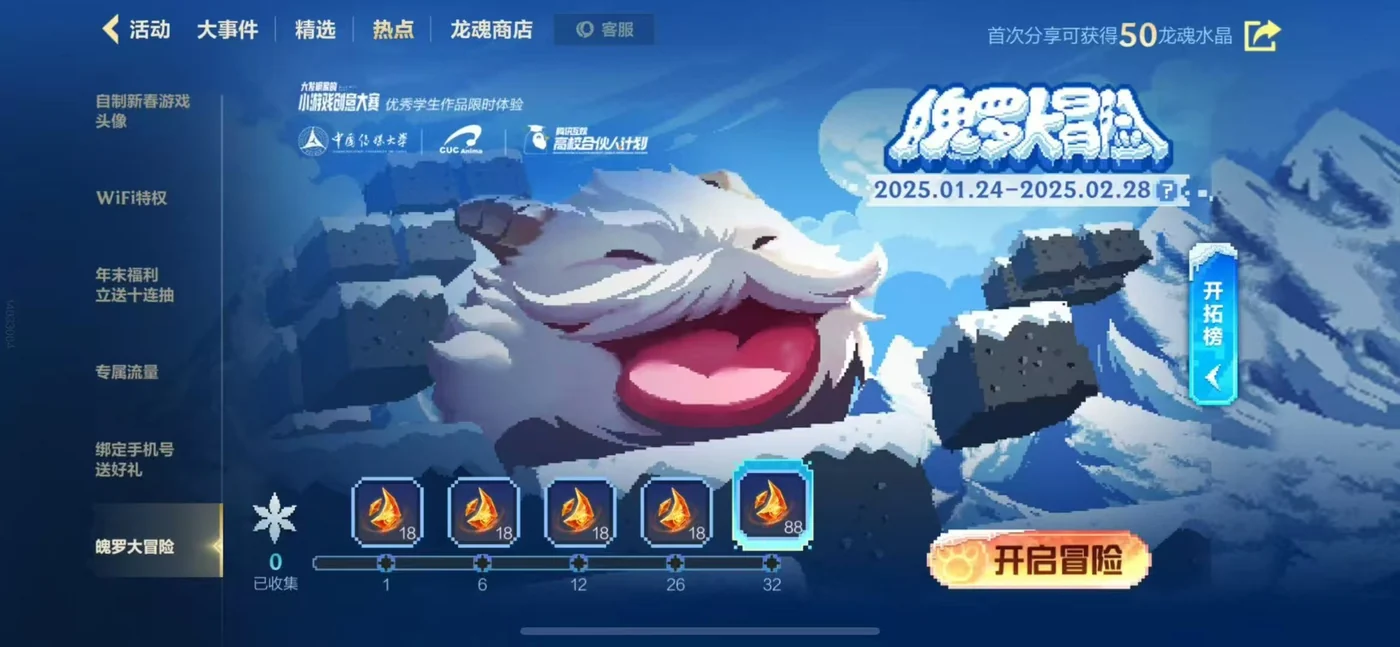 活动
大事件
精选
热点
龙魂商店
客服
首次分享可获得50龙魂水晶
自制新春游戏
头像
WiFi特权
年末福利
立送十连抽
专属流量
绑定手机号
送好礼
魄罗大冒险
小游戏创意大赛 优秀学生作品限时体验
中国传媒大学
CUC Anima
腾讯互娱
高校合伙人计划
魄罗大冒险
2025.01.24-2025.02.28 ?
开拓榜
18
18
18
18
88
0
已收集
1
6
12
26
32
开启冒险